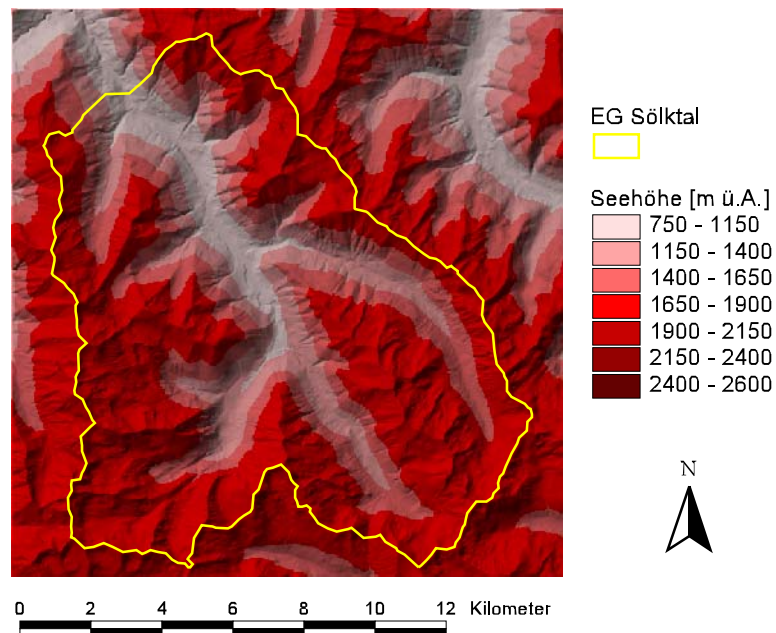 EG Sölktal
Seehöhe [m ü.A.]
750 - 1150
1150 - 1400
1400 - 1650
1650 - 1900
1900 - 2150
2150 - 2400
2400 - 2600
N
0 2 4 6 8 10 12 Kilometer